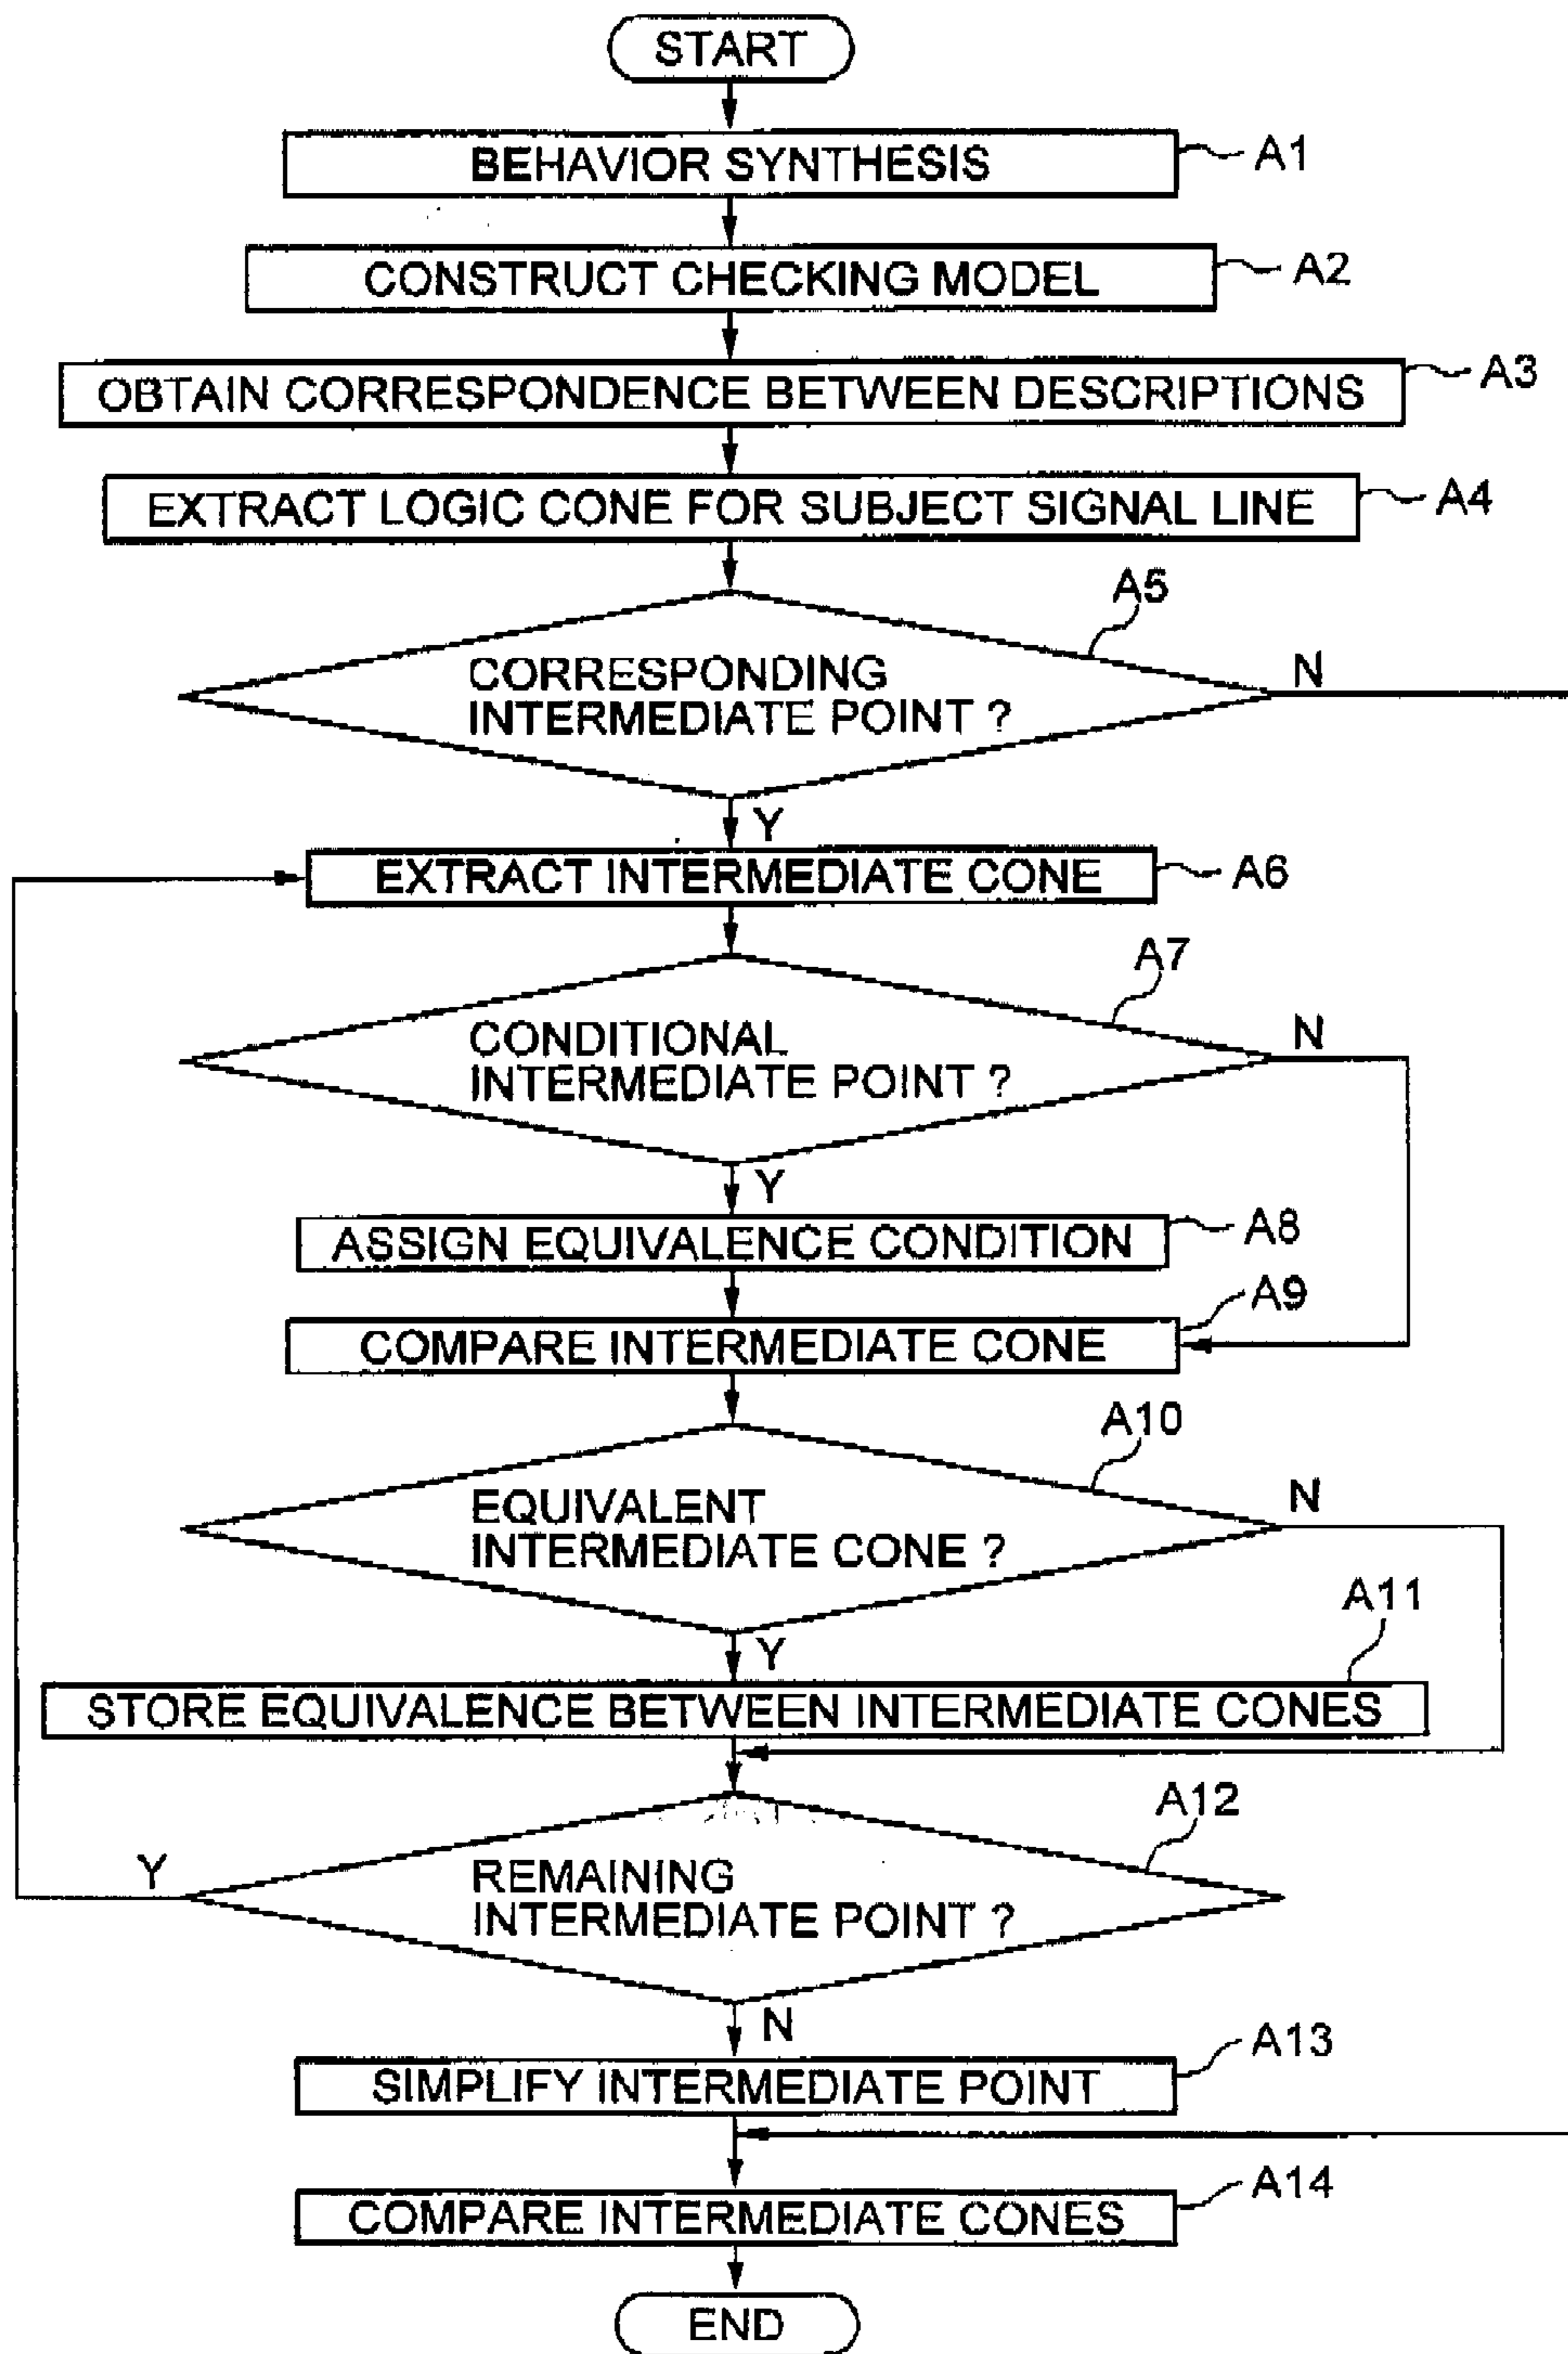 START
BEHAVIOR SYNTHESIS
A1
CONSTRUCT CHECKING MODEL
A2
OBTAIN CORRESPONDENCE BETWEEN DESCRIPTIONS
A3
EXTRACT LOGIC CONE FOR SUBJECT SIGNAL LINE
A4
A5
CORRESPONDING
INTERMEDIATE POINT ?
N
Y
EXTRACT INTERMEDIATE CONE
A6
A7
CONDITIONAL
INTERMEDIATE POINT ?
N
Y
ASSIGN EQUIVALENCE CONDITION
A8
A9
COMPARE INTERMEDIATE CONE
A10
EQUIVALENT
INTERMEDIATE CONE ?
N
Y
A11
STORE EQUIVALENCE BETWEEN INTERMEDIATE CONES
A12
Y
REMAINING
INTERMEDIATE POINT ?
N
A13
SIMPLIFY INTERMEDIATE POINT
A14
COMPARE INTERMEDIATE CONES
END